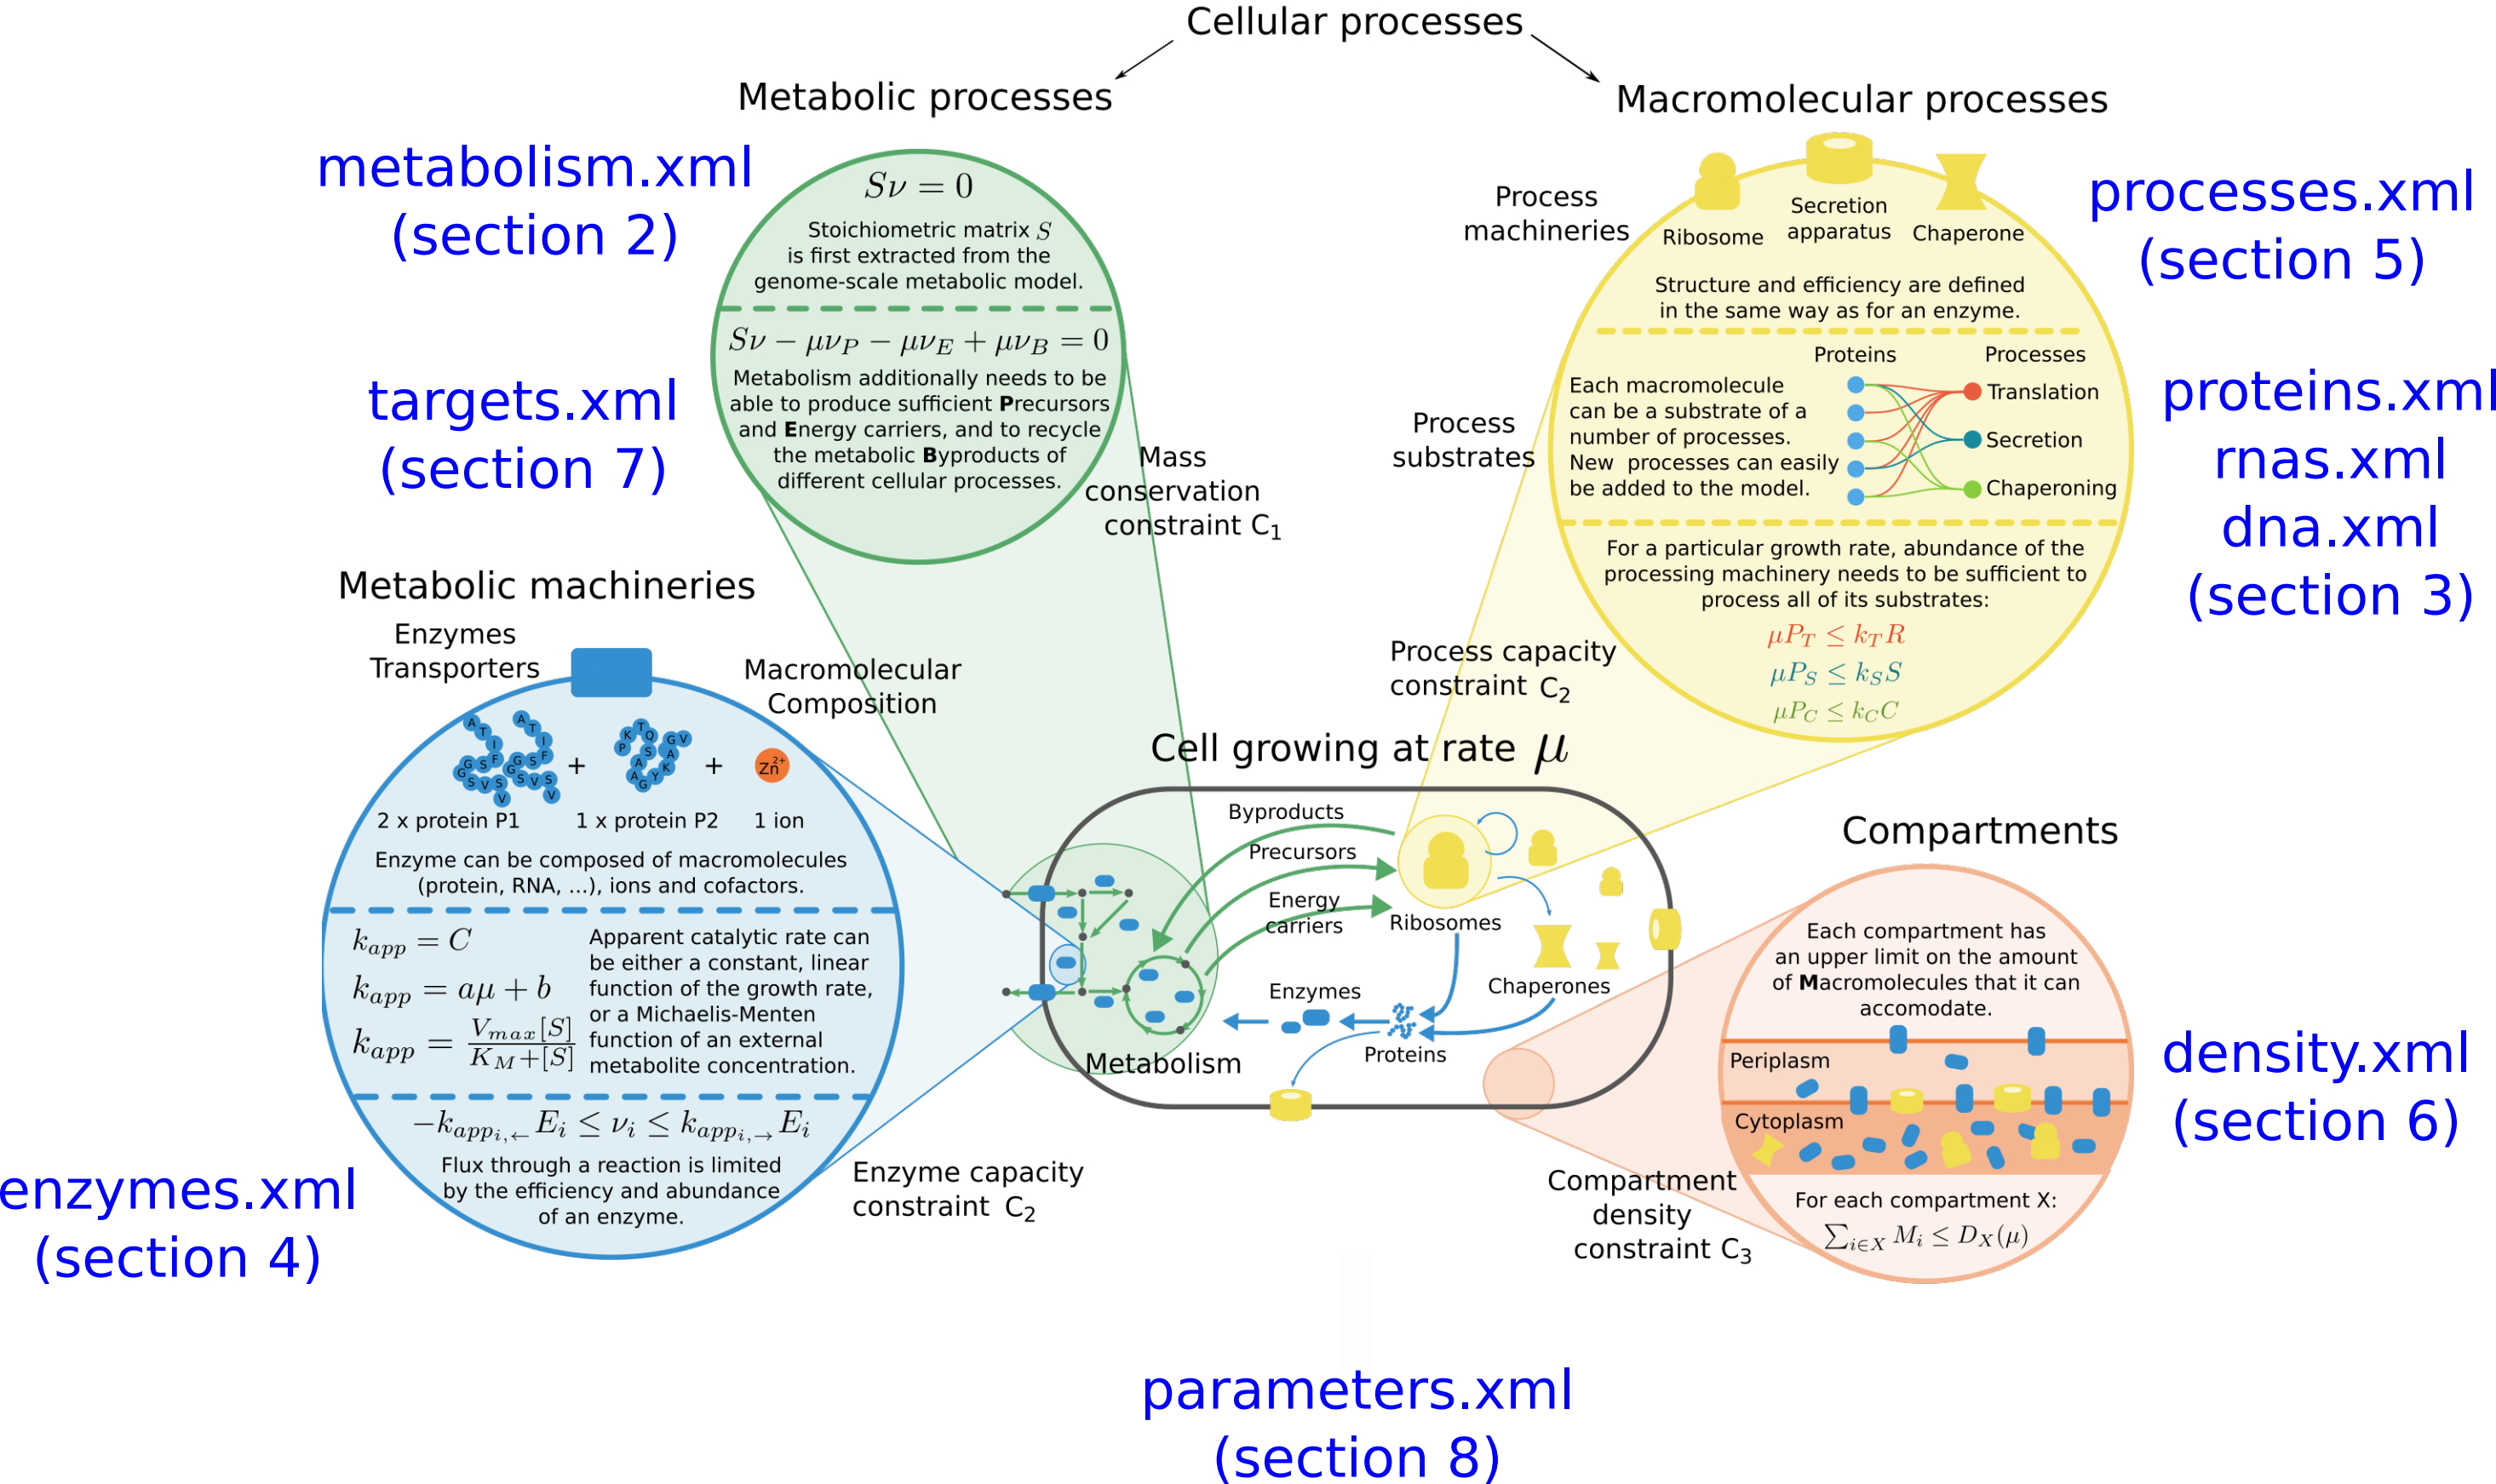 Cellular processes
Metabolic processes
Macromolecular processes
metabolism.xml
(section 2)
Sν = 0
Stoichiometric matrix S
is first extracted from the
genome-scale metabolic model.
Sν − μν_P − μν_E + μν_B = 0
Metabolism additionally needs to be
able to produce sufficient Precursors
and Energy carriers, and to recycle
the metabolic Byproducts of
different cellular processes.
targets.xml
(section 7)
Mass
conservation
constraint C₁
Process
machineries
Ribosome
Secretion
apparatus
Chaperone
Structure and efficiency are defined
in the same way as for an enzyme.
processes.xml
(section 5)
Process
substrates
Each macromolecule
can be a substrate of a
number of processes.
New processes can easily
be added to the model.
Proteins
Processes
Translation
Secretion
Chaperoning
proteins.xml
rnas.xml
dna.xml
(section 3)
For a particular growth rate, abundance of the
processing machinery needs to be sufficient to
process all of its substrates:
μP_T ≤ k_T R
μP_S ≤ k_S S
μP_C ≤ k_C C
Process capacity
constraint C₂
Metabolic machineries
Enzymes
Transporters
Macromolecular
Composition
A T I F S G G S V S V
A T I F S G G S V S V
+
P K T Q S A A G Y K A G V
+
Zn²⁺
2 x protein P1
1 x protein P2
1 ion
Enzyme can be composed of macromolecules
(protein, RNA, ...), ions and cofactors.
k_app = C
k_app = aμ + b
k_app = V_max[S] / K_M+[S]
Apparent catalytic rate can
be either a constant, linear
function of the growth rate,
or a Michaelis-Menten
function of an external
metabolite concentration.
−k_app_i,← E_i ≤ ν_i ≤ k_app_i,→ E_i
Flux through a reaction is limited
by the efficiency and abundance
of an enzyme.
enzymes.xml
(section 4)
Enzyme capacity
constraint C₂
Cell growing at rate μ
Byproducts
Precursors
Energy
carriers
Ribosomes
Chaperones
Enzymes
Proteins
Metabolism
Compartments
Each compartment has
an upper limit on the amount
of Macromolecules that it can
accomodate.
Periplasm
Cytoplasm
For each compartment X:
∑_i∈X M_i ≤ D_X(μ)
density.xml
(section 6)
Compartment
density
constraint C₃
parameters.xml
(section 8)